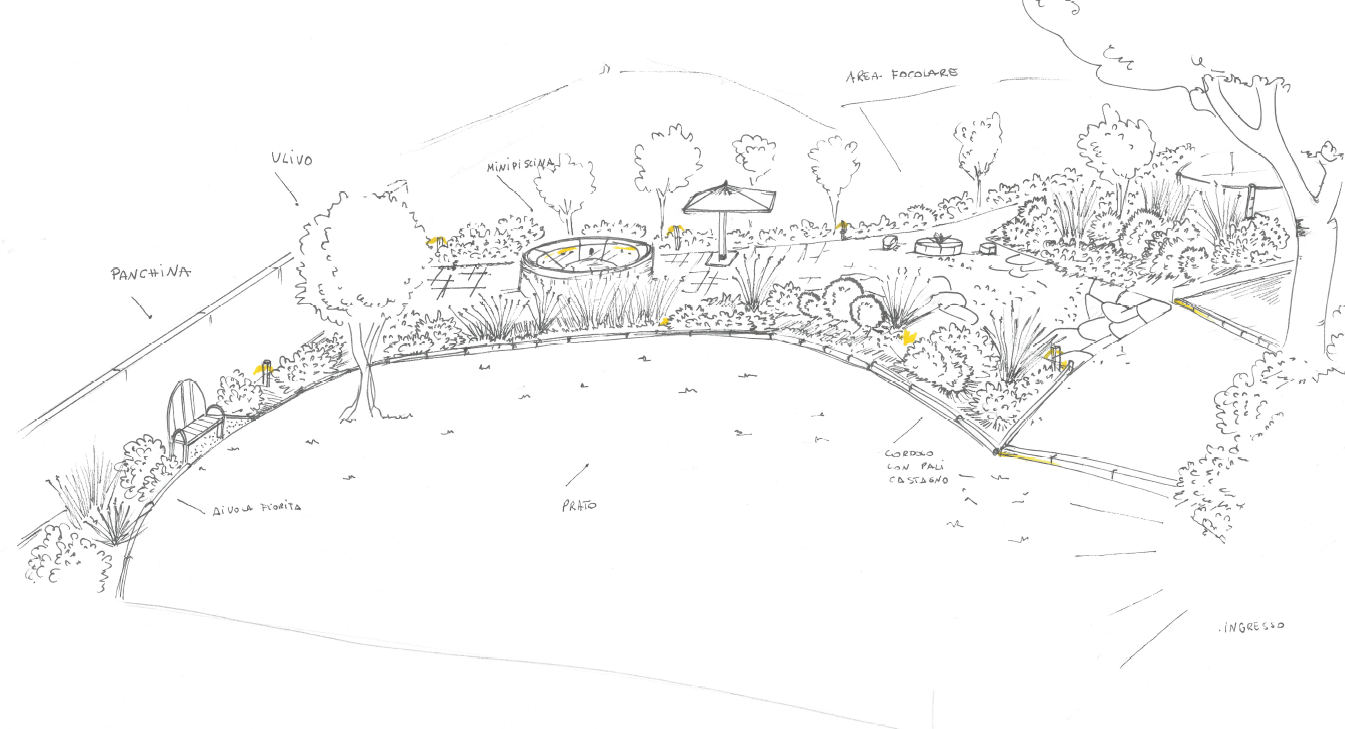 AREA FOCOLARE
ULIVO
MINIPISCINA
PANCHINA
CORDOLO
CON PALI
CASTAGNO
AIUOLA FIORITA
PRATO
INGRESSO